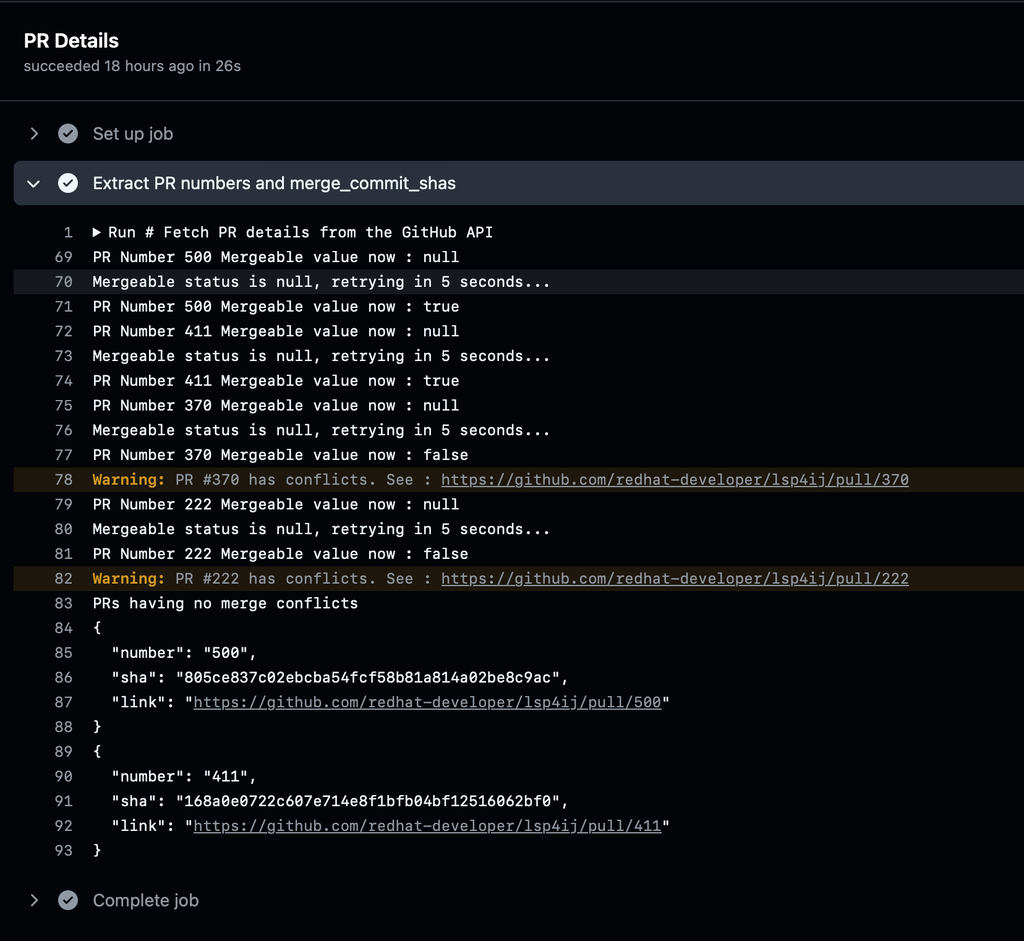 PR Details
succeeded 18 hours ago in 26s
Set up job
Extract PR numbers and merge_commit_shas
1 Run # Fetch PR details from the GitHub API
69 PR Number 500 Mergeable value now : null
70 Mergeable status is null, retrying in 5 seconds...
71 PR Number 500 Mergeable value now : true
72 PR Number 411 Mergeable value now : null
73 Mergeable status is null, retrying in 5 seconds...
74 PR Number 411 Mergeable value now : true
75 PR Number 370 Mergeable value now : null
76 Mergeable status is null, retrying in 5 seconds...
77 PR Number 370 Mergeable value now : false
78 Warning: PR #370 has conflicts. See : https://github.com/redhat-developer/lsp4ij/pull/370
79 PR Number 222 Mergeable value now : null
80 Mergeable status is null, retrying in 5 seconds...
81 PR Number 222 Mergeable value now : false
82 Warning: PR #222 has conflicts. See : https://github.com/redhat-developer/lsp4ij/pull/222
83 PRs having no merge conflicts
84 {
85 "number": "500",
86 "sha": "805ce837c02ebcba54fcf58b81a814a02be8c9ac",
87 "link": "https://github.com/redhat-developer/lsp4ij/pull/500"
88 }
89 {
90 "number": "411",
91 "sha": "168a0e0722c607e714e8f1bfb04bf12516062bf0",
92 "link": "https://github.com/redhat-developer/lsp4ij/pull/411"
93 }
Complete job